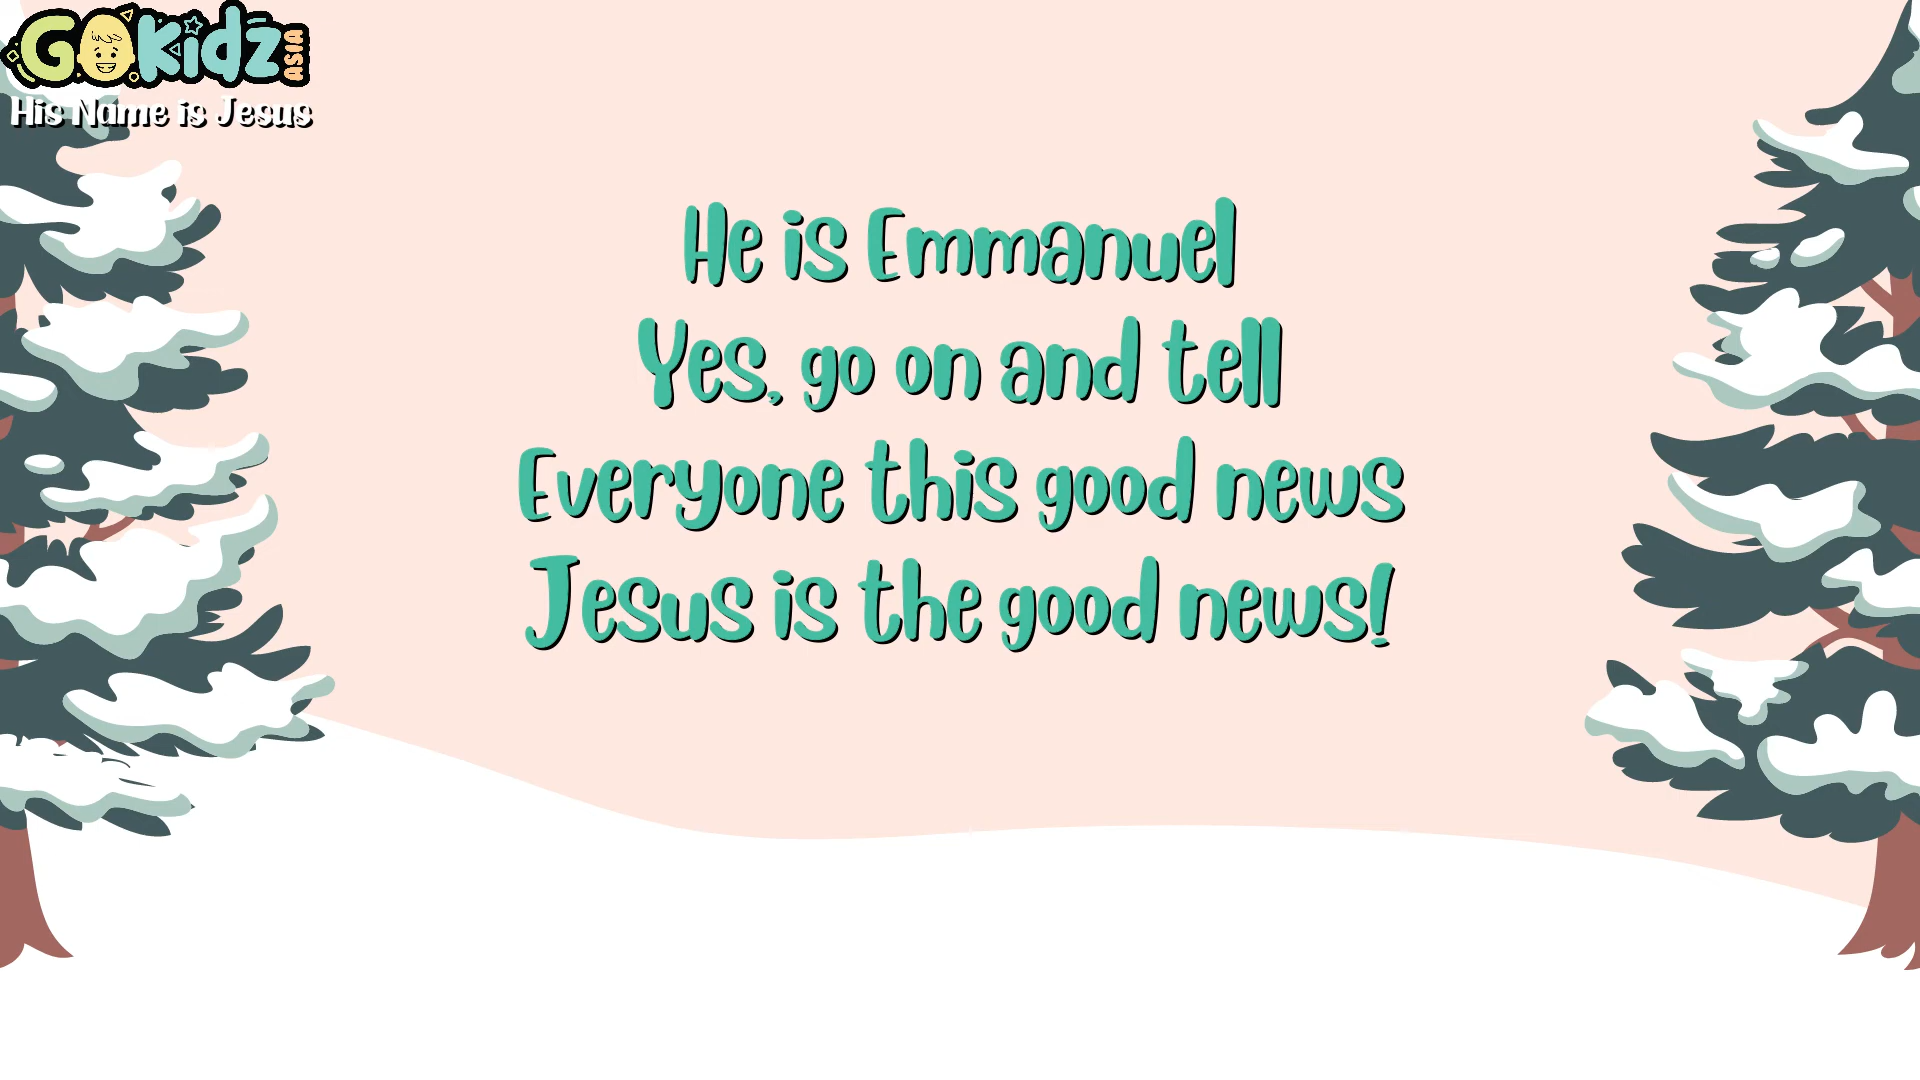 GOKidz ASIA
His Name is Jesus
He is Emmanuel
Yes, go on and tell
Everyone this good news
Jesus is the good news!